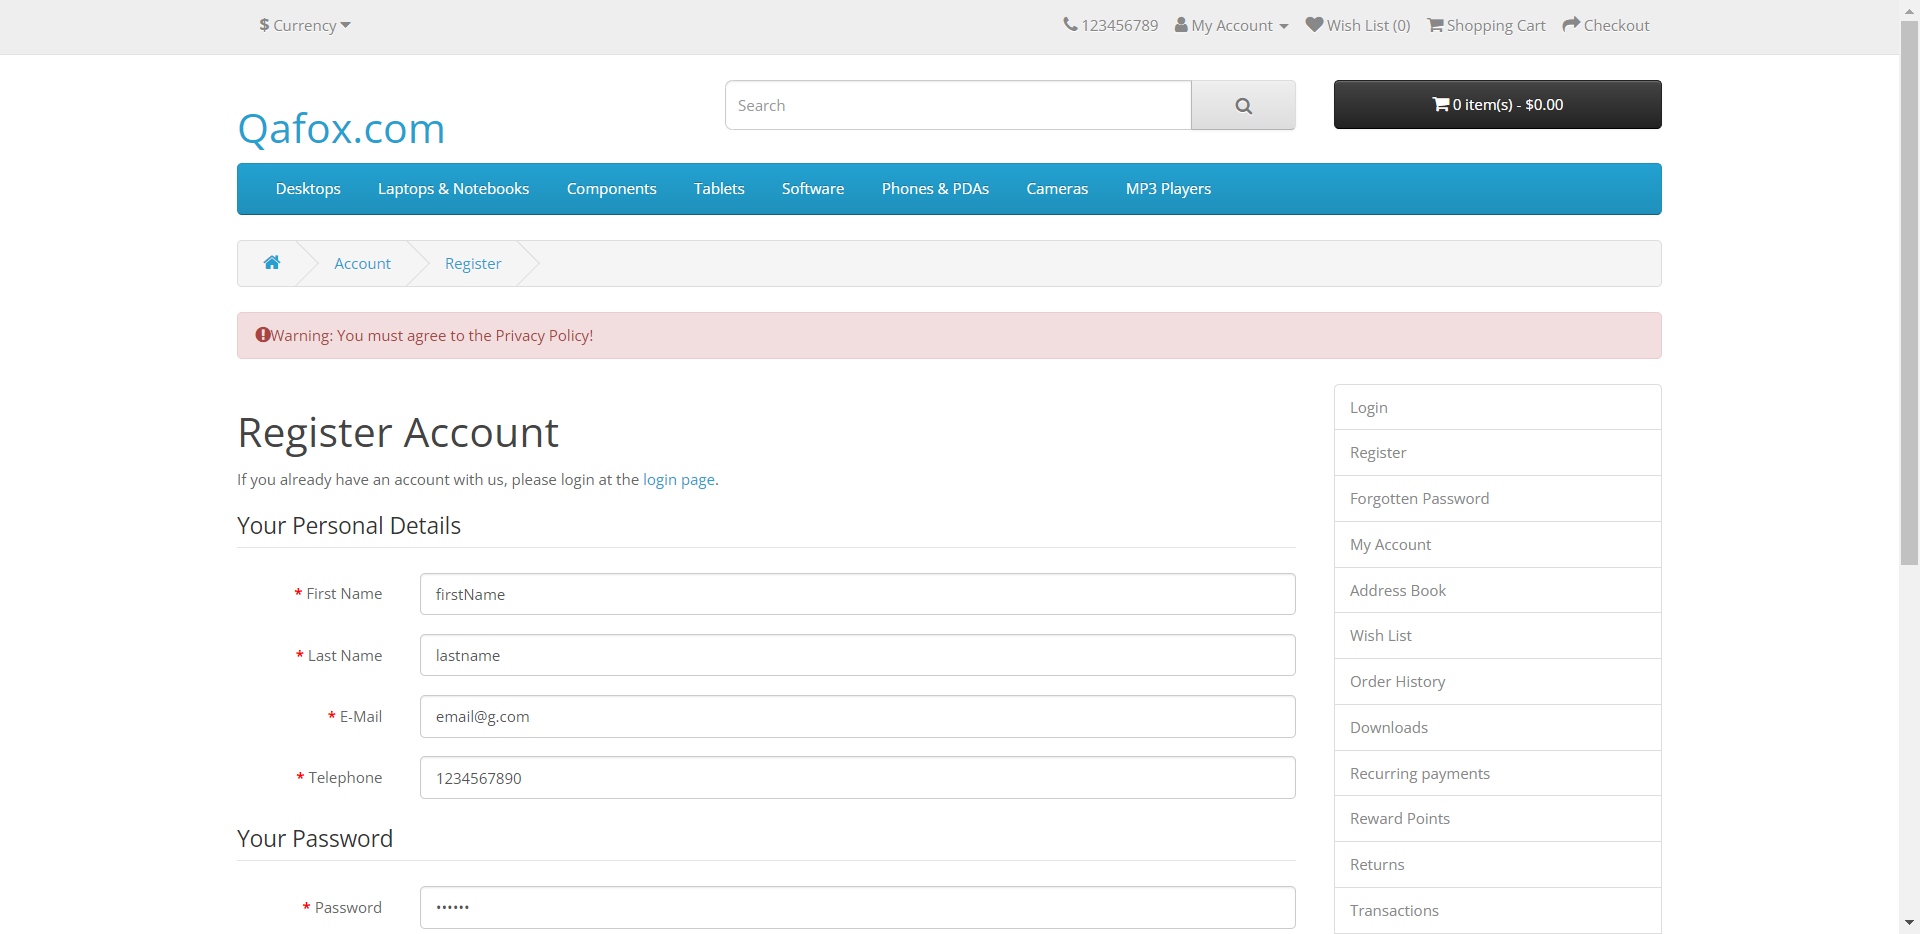 $ Currency
123456789 My Account Wish List (0) Shopping Cart Checkout
Qafox.com
Search
0 item(s) - $0.00
Desktops Laptops & Notebooks Components Tablets Software Phones & PDAs Cameras MP3 Players
Account Register
Warning: You must agree to the Privacy Policy!
Register Account
If you already have an account with us, please login at the login page.
Your Personal Details
* First Name firstName
* Last Name lastname
* E-Mail email@g.com
* Telephone 1234567890
Your Password
* Password ••••••
Login
Register
Forgotten Password
My Account
Address Book
Wish List
Order History
Downloads
Recurring payments
Reward Points
Returns
Transactions